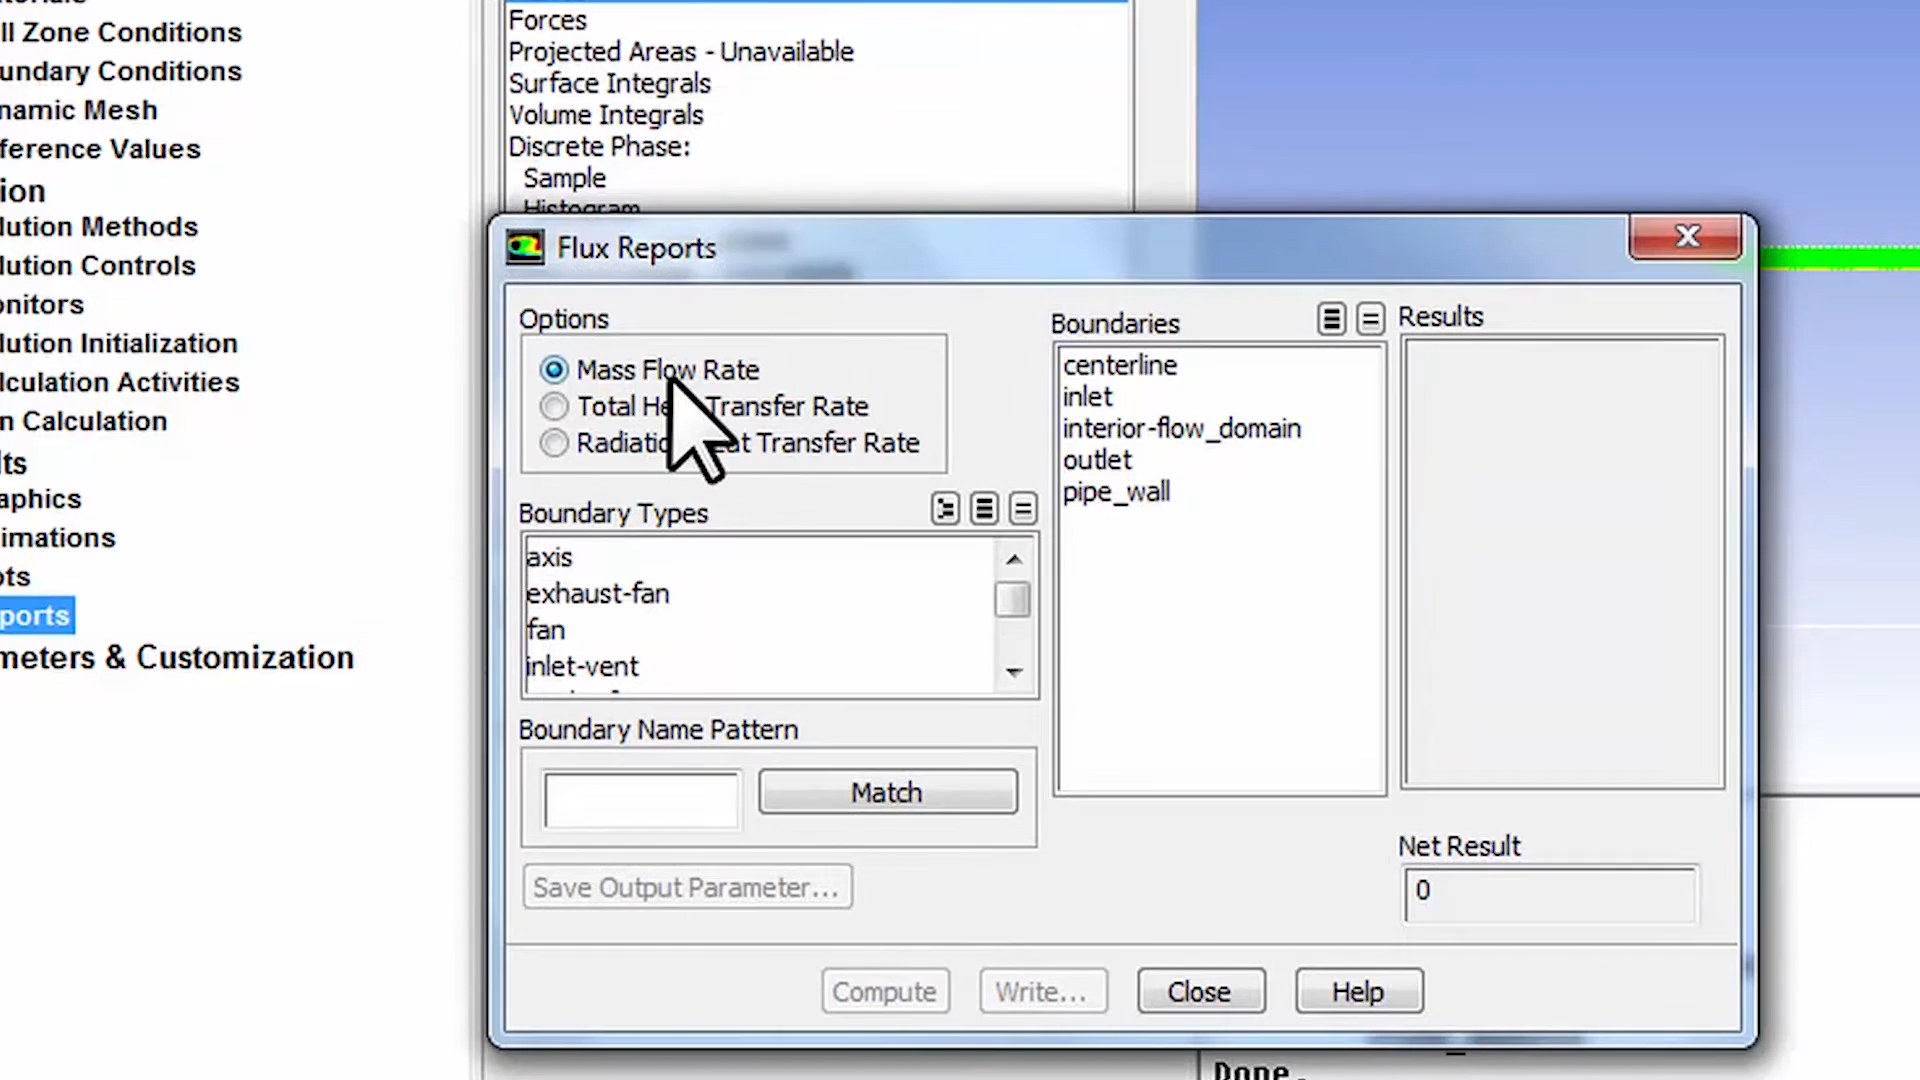 ll Zone Conditions
undary Conditions
namic Mesh
ference Values
ion
lution Methods
lution Controls
onitors
lution Initialization
lculation Activities
n Calculation
lts
aphics
imations
ots
ports
meters & Customization
Forces
Projected Areas - Unavailable
Surface Integrals
Volume Integrals
Discrete Phase:
Sample
Histogram
Flux Reports
Options
Mass Flow Rate
Total He Transfer Rate
Radiatio at Transfer Rate
Boundary Types
axis
exhaust-fan
fan
inlet-vent
Boundary Name Pattern
Match
Save Output Parameter...
Boundaries
centerline
inlet
interior-flow_domain
outlet
pipe_wall
Results
Net Result
0
Compute
Write...
Close
Help
Done.